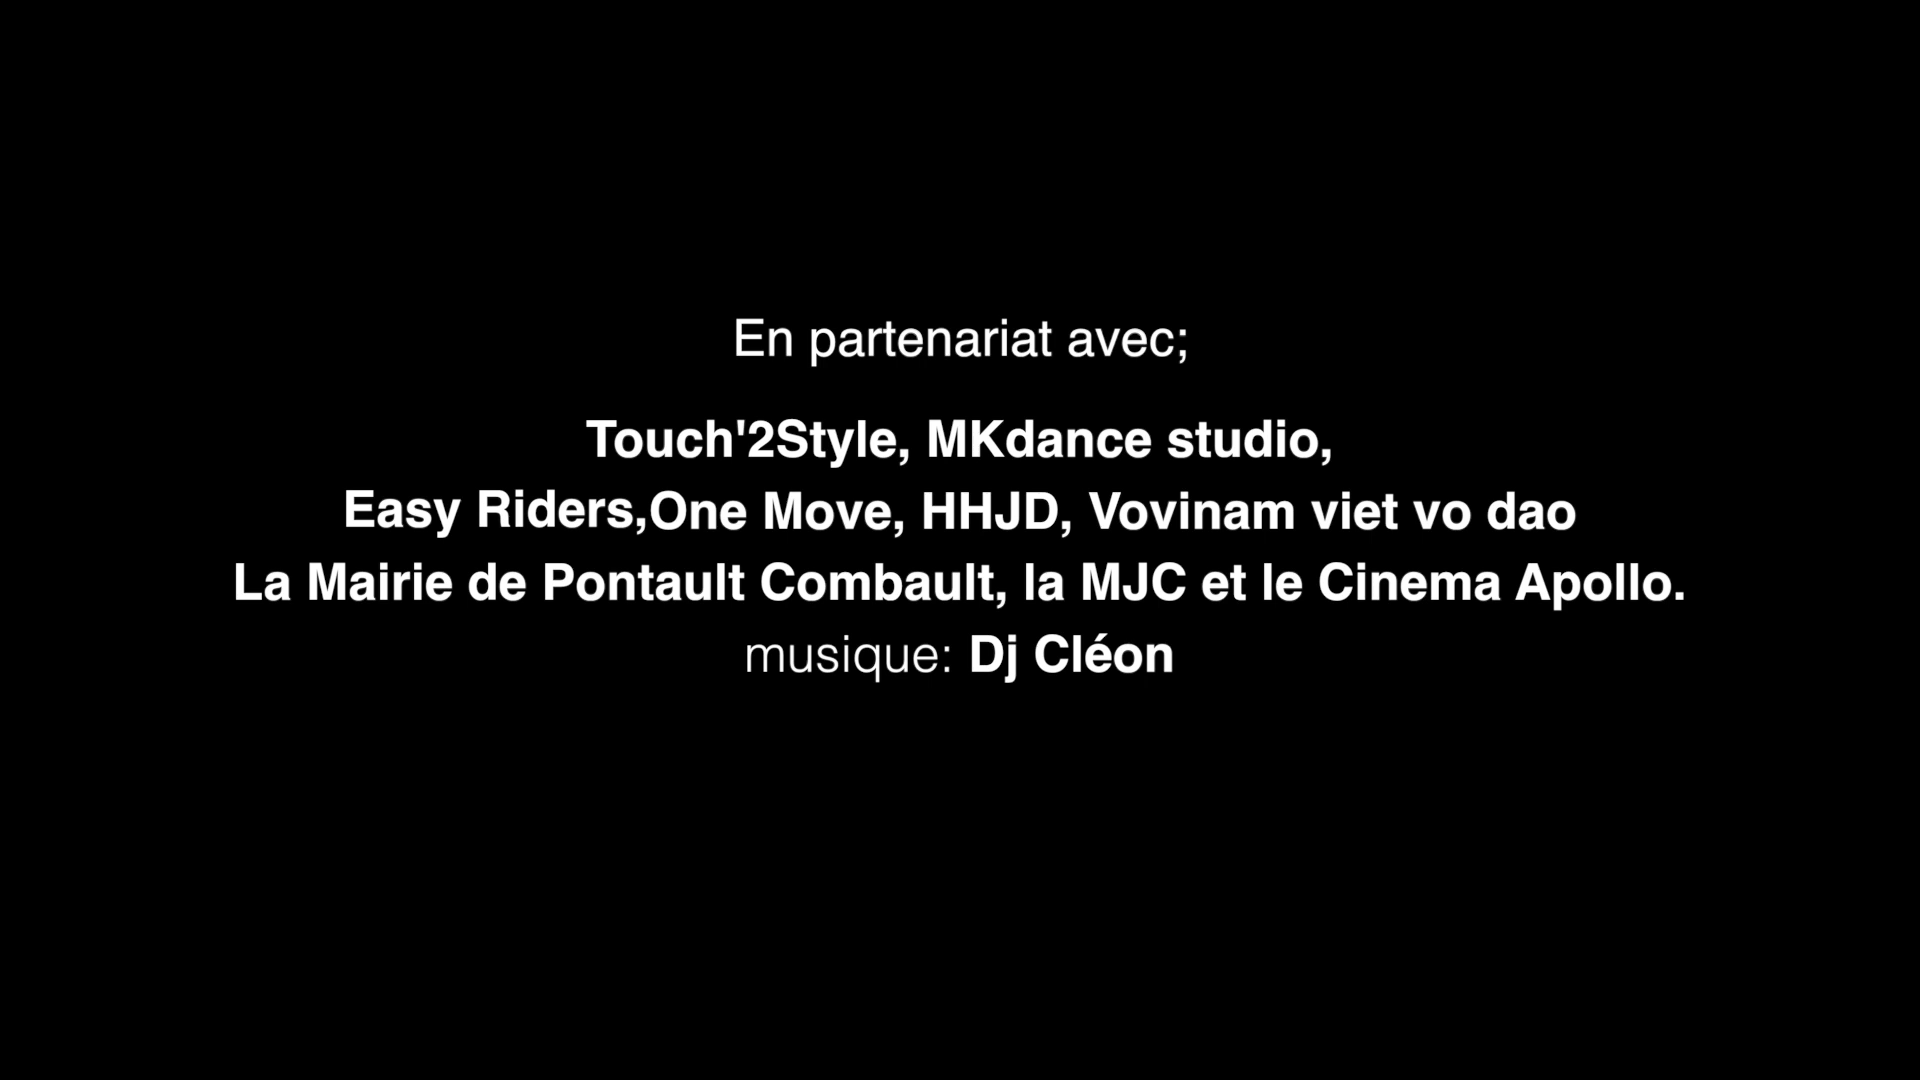 En partenariat avec;
Touch'2Style, MKdance studio,
Easy Riders,One Move, HHJD, Vovinam viet vo dao
La Mairie de Pontault Combault, la MJC et le Cinema Apollo.
musique: Dj Cléon